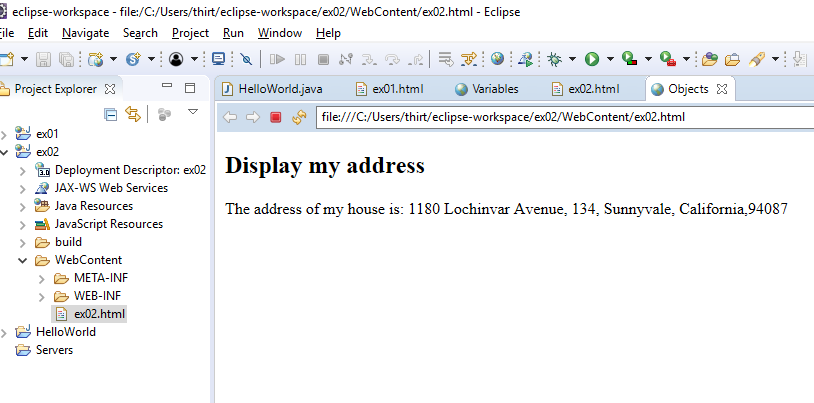 eclipse-workspace - file:/C:/Users/thirt/eclipse-workspace/ex02/WebContent/ex02.html - Eclipse
File Edit Navigate Search Project Run Window Help
Project Explorer
ex01
ex02
Deployment Descriptor: ex02
3.0
JAX-WS Web Services
Java Resources
JavaScript Resources
build
WebContent
META-INF
WEB-INF
ex02.html
HelloWorld
Servers
HelloWorld.java ex01.html Variables ex02.html Objects
file:///C:/Users/thirt/eclipse-workspace/ex02/WebContent/ex02.html
Display my address
The address of my house is: 1180 Lochinvar Avenue, 134, Sunnyvale, California,94087